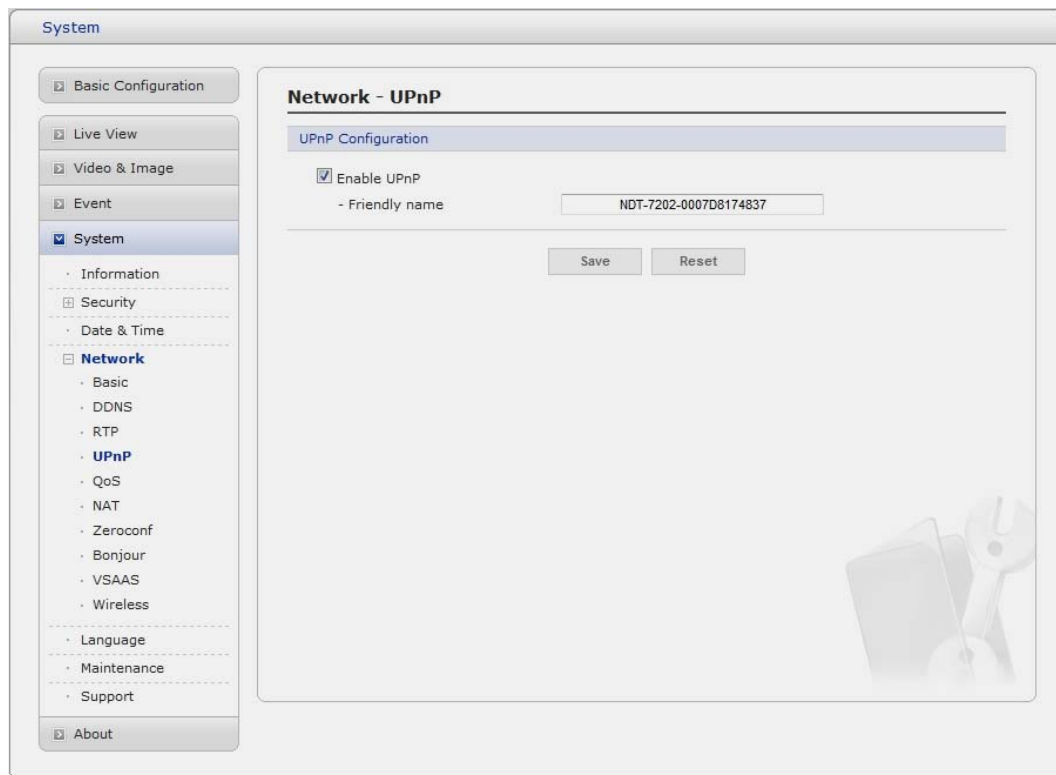 System
Basic Configuration
Live View
Video & Image
Event
System
Information
Security
Date & Time
Network
Basic
DDNS
RTP
UPnP
QoS
NAT
Zeroconf
Bonjour
VSAAS
Wireless
Language
Maintenance
Support
About
Network - UPnP
UPnP Configuration
Enable UPnP
- Friendly name NDT-7202-0007D8174837
Save Reset